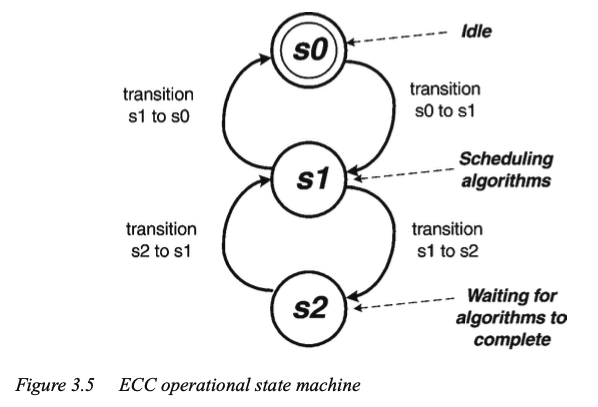 s0
Idle
transition
s1 to s0
transition
s0 to s1
s1
Scheduling
algorithms
transition
s2 to s1
transition
s1 to s2
s2
Waiting for
algorithms to
complete
Figure 3.5 ECC operational state machine